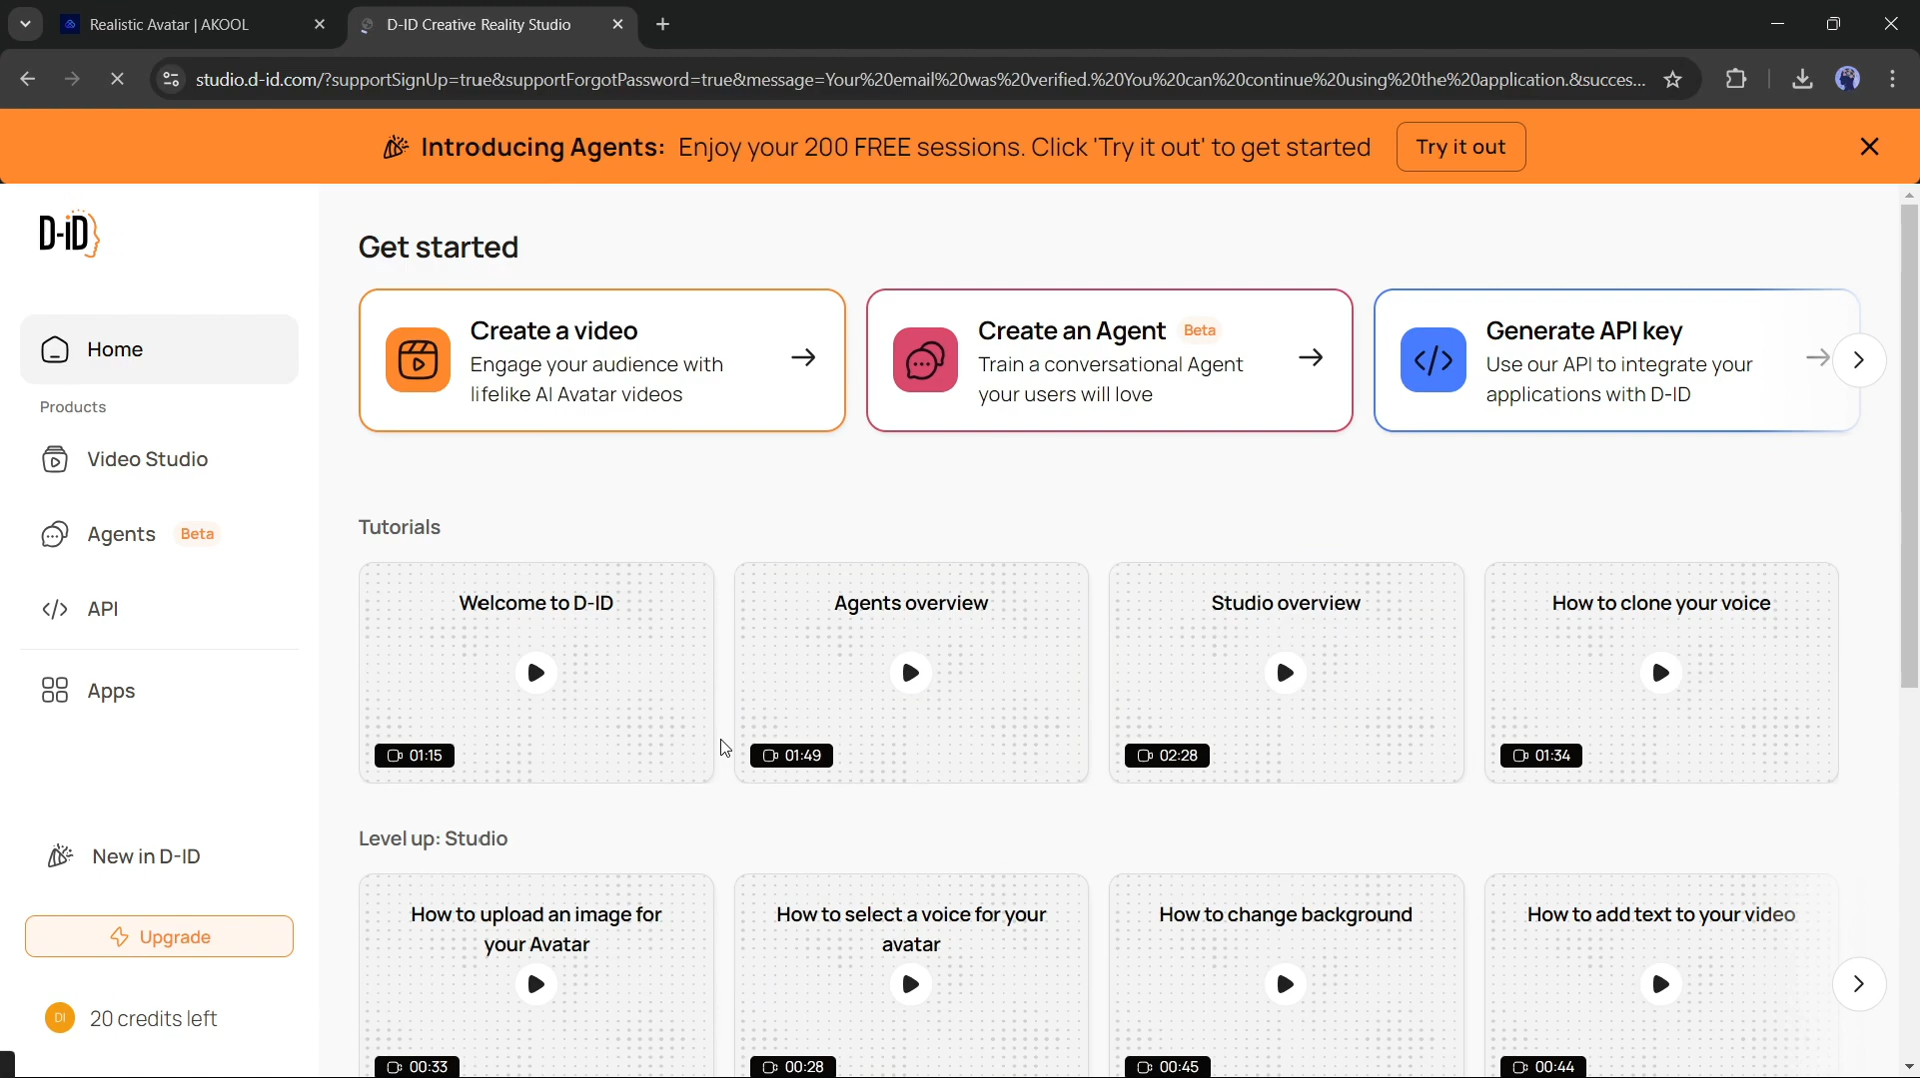 Realistic Avatar | AKOOL
D-ID Creative Reality Studio
studio.d-id.com/?supportSignUp=true&supportForgotPassword=true&message=Your%20email%20was%20verified.%20You%20can%20continue%20using%20the%20application.&succes...
Introducing Agents: Enjoy your 200 FREE sessions. Click 'Try it out' to get started
Try it out
D-iD
Home
Products
Video Studio
Agents Beta
API
Apps
New in D-ID
Upgrade
DI 20 credits left
Get started
Create a video
Engage your audience with
lifelike AI Avatar videos
Create an Agent Beta
Train a conversational Agent
your users will love
Generate API key
Use our API to integrate your
applications with D-ID
Tutorials
Welcome to D-ID
01:15
Agents overview
01:49
Studio overview
02:28
How to clone your voice
01:34
Level up: Studio
How to upload an image for
your Avatar
00:33
How to select a voice for your
avatar
00:28
How to change background
00:45
How to add text to your video
00:44